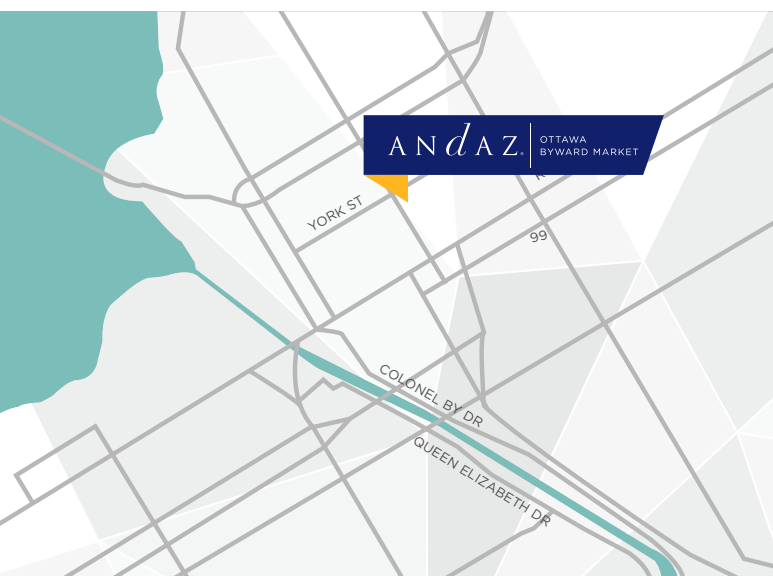 ANdAZ.
OTTAWA
BYWARD MARKET
YORK ST
99
COLONEL BY DR
QUEEN ELIZABETH DR